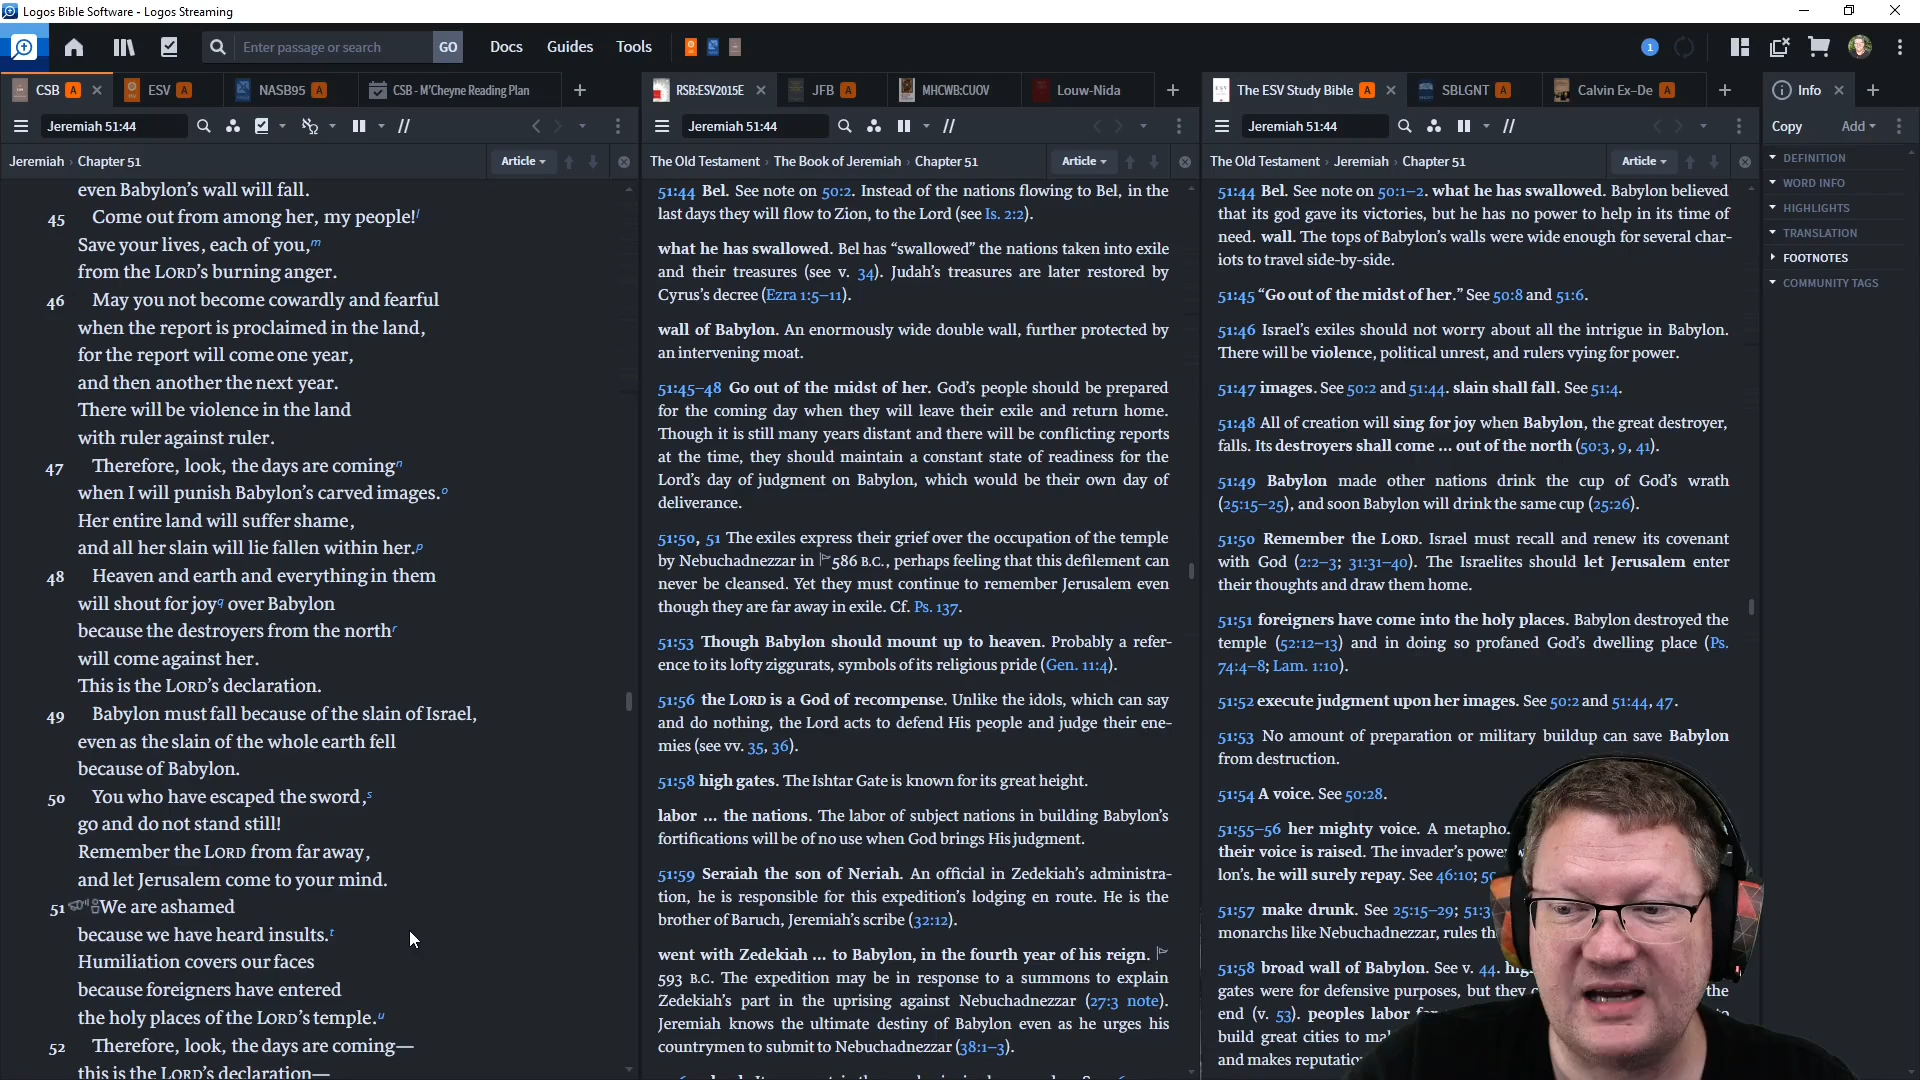 Logos Bible Software - Logos Streaming
Enter passage or search
GO
Docs
Guides
Tools
1
CSB A
ESV A
NASB95 A
CSB - M'Cheyne Reading Plan
RSB:ESV2015E
JFB A
MHCWB:CUOV
Louw-Nida
The ESV Study Bible A
SBLGNT A
Calvin Ex–De A
Info
Jeremiah 51:44
Jeremiah 51:44
Jeremiah 51:44
Copy
Add
Jeremiah › Chapter 51
Article
even Babylon's wall will fall.
45 Come out from among her, my people!l
Save your lives, each of you,m
from the LORD's burning anger.
46 May you not become cowardly and fearful
when the report is proclaimed in the land,
for the report will come one year,
and then another the next year.
There will be violence in the land
with ruler against ruler.
47 Therefore, look, the days are comingn
when I will punish Babylon's carved images.o
Her entire land will suffer shame,
and all her slain will lie fallen within her.p
48 Heaven and earth and everything in them
will shout for joyq over Babylon
because the destroyers from the northr
will come against her.
This is the LORD's declaration.
49 Babylon must fall because of the slain of Israel,
even as the slain of the whole earth fell
because of Babylon.
50 You who have escaped the sword,s
go and do not stand still!
Remember the LORD from far away,
and let Jerusalem come to your mind.
51 We are ashamed
because we have heard insults.t
Humiliation covers our faces
because foreigners have entered
the holy places of the LORD's temple.u
52 Therefore, look, the days are coming—
this is the LORD's declaration—
The Old Testament › The Book of Jeremiah › Chapter 51
Article
51:44 Bel. See note on 50:2. Instead of the nations flowing to Bel, in the
last days they will flow to Zion, to the Lord (see Is. 2:2).
what he has swallowed. Bel has “swallowed” the nations taken into exile
and their treasures (see v. 34). Judah's treasures are later restored by
Cyrus's decree (Ezra 1:5–11).
wall of Babylon. An enormously wide double wall, further protected by
an intervening moat.
51:45–48 Go out of the midst of her. God's people should be prepared
for the coming day when they will leave their exile and return home.
Though it is still many years distant and there will be conflicting reports
at the time, they should maintain a constant state of readiness for the
Lord's day of judgment on Babylon, which would be their own day of
deliverance.
51:50, 51 The exiles express their grief over the occupation of the temple
by Nebuchadnezzar in 586 B.C., perhaps feeling that this defilement can
never be cleansed. Yet they must continue to remember Jerusalem even
though they are far away in exile. Cf. Ps. 137.
51:53 Though Babylon should mount up to heaven. Probably a refer-
ence to its lofty ziggurats, symbols of its religious pride (Gen. 11:4).
51:56 the LORD is a God of recompense. Unlike the idols, which can say
and do nothing, the Lord acts to defend His people and judge their ene-
mies (see vv. 35, 36).
51:58 high gates. The Ishtar Gate is known for its great height.
labor ... the nations. The labor of subject nations in building Babylon's
fortifications will be of no use when God brings His judgment.
51:59 Seraiah the son of Neriah. An official in Zedekiah's administra-
tion, he is responsible for this expedition's lodging en route. He is the
brother of Baruch, Jeremiah's scribe (32:12).
went with Zedekiah ... to Babylon, in the fourth year of his reign.
593 B.C. The expedition may be in response to a summons to explain
Zedekiah's part in the uprising against Nebuchadnezzar (27:3 note).
Jeremiah knows the ultimate destiny of Babylon even as he urges his
countrymen to submit to Nebuchadnezzar (38:1–3).
The Old Testament › Jeremiah › Chapter 51
Article
51:44 Bel. See note on 50:1–2. what he has swallowed. Babylon believed
that its god gave its victories, but he has no power to help in its time of
need. wall. The tops of Babylon's walls were wide enough for several char-
iots to travel side-by-side.
51:45 “Go out of the midst of her.” See 50:8 and 51:6.
51:46 Israel's exiles should not worry about all the intrigue in Babylon.
There will be violence, political unrest, and rulers vying for power.
51:47 images. See 50:2 and 51:44. slain shall fall. See 51:4.
51:48 All of creation will sing for joy when Babylon, the great destroyer,
falls. Its destroyers shall come ... out of the north (50:3, 9, 41).
51:49 Babylon made other nations drink the cup of God's wrath
(25:15–25), and soon Babylon will drink the same cup (25:26).
51:50 Remember the LORD. Israel must recall and renew its covenant
with God (2:2–3; 31:31–40). The Israelites should let Jerusalem enter
their thoughts and draw them home.
51:51 foreigners have come into the holy places. Babylon destroyed the
temple (52:12–13) and in doing so profaned God's dwelling place (Ps.
74:4–8; Lam. 1:10).
51:52 execute judgment upon her images. See 50:2 and 51:44, 47.
51:53 No amount of preparation or military buildup can save Babylon
from destruction.
51:54 A voice. See 50:28.
51:55–56 her mighty voice. A
their voice is raised. The invader's
lon's. he will surely repay. See 46:10;
51:57 make drunk. See 25:15–29;
monarchs like Nebuchadnezzar, rules
51:58 broad wall of Babylon. See v. 44.
gates were for defensive purposes, but they the
end (v. 53). peoples labor
build great cities to
and makes
DEFINITION
WORD INFO
HIGHLIGHTS
TRANSLATION
FOOTNOTES
COMMUNITY TAGS